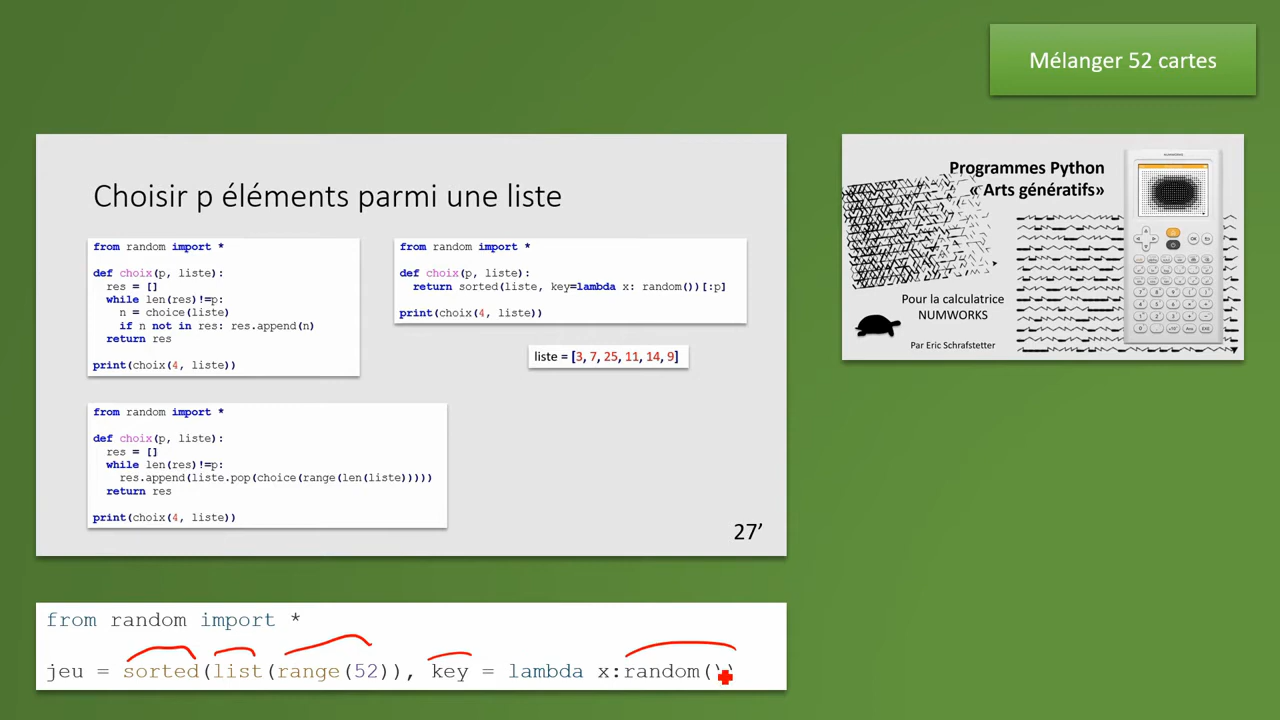 Mélanger 52 cartes
Choisir p éléments parmi une liste
from random import *
def choix(p, liste):
res = []
while len(res)!=p:
n = choice(liste)
if n not in res: res.append(n)
return res
print(choix(4, liste))
from random import *
def choix(p, liste):
return sorted(liste, key=lambda x: random())[:p]
print(choix(4, liste))
liste = [3, 7, 25, 11, 14, 9]
from random import *
def choix(p, liste):
res = []
while len(res)!=p:
res.append(liste.pop(choice(range(len(liste)))))
return res
print(choix(4, liste))
27’
Programmes Python
« Arts génératifs»
Pour la calculatrice
NUMWORKS
Par Eric Schrafstetter
from random import *
jeu = sorted(list(range(52)), key = lambda x:random())